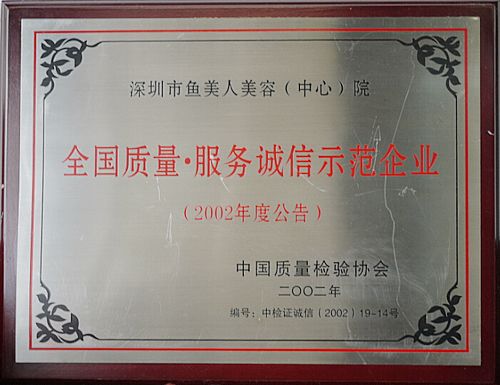 深圳市鱼美人美容（中心）院
全国质量·服务诚信示范企业
（2002年度公告）
中国质量检验协会
二〇〇二年
编号：中检证诚信（2002）19-14号